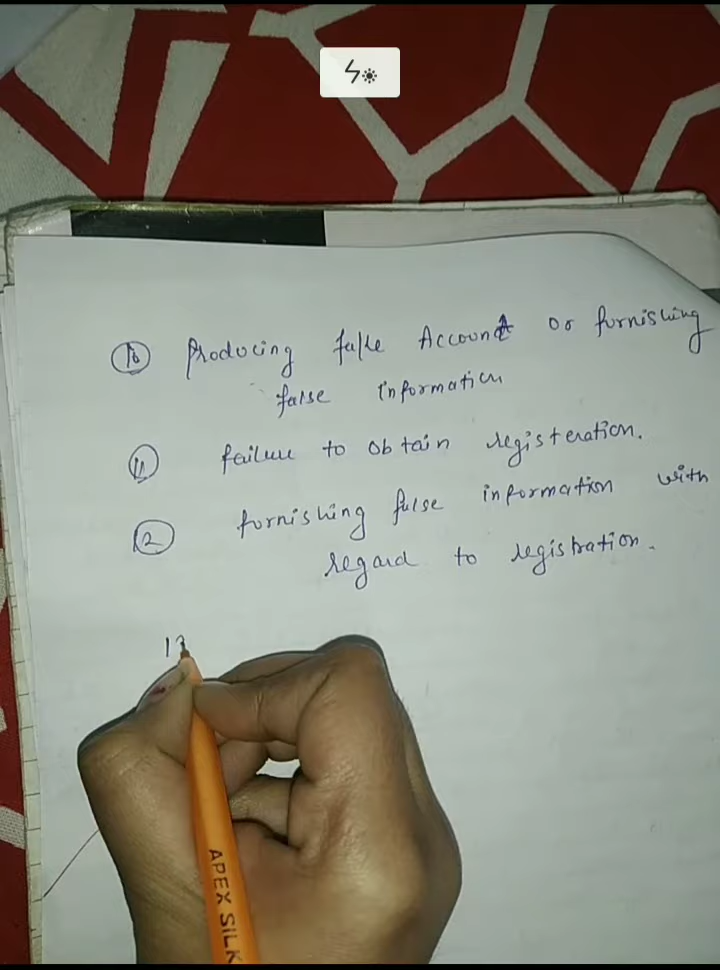 10 Producing fake Account or furnishing
false information
11 failure to obtain registeration.
12 furnishing false information with
regard to registration.
13
APEX SILK